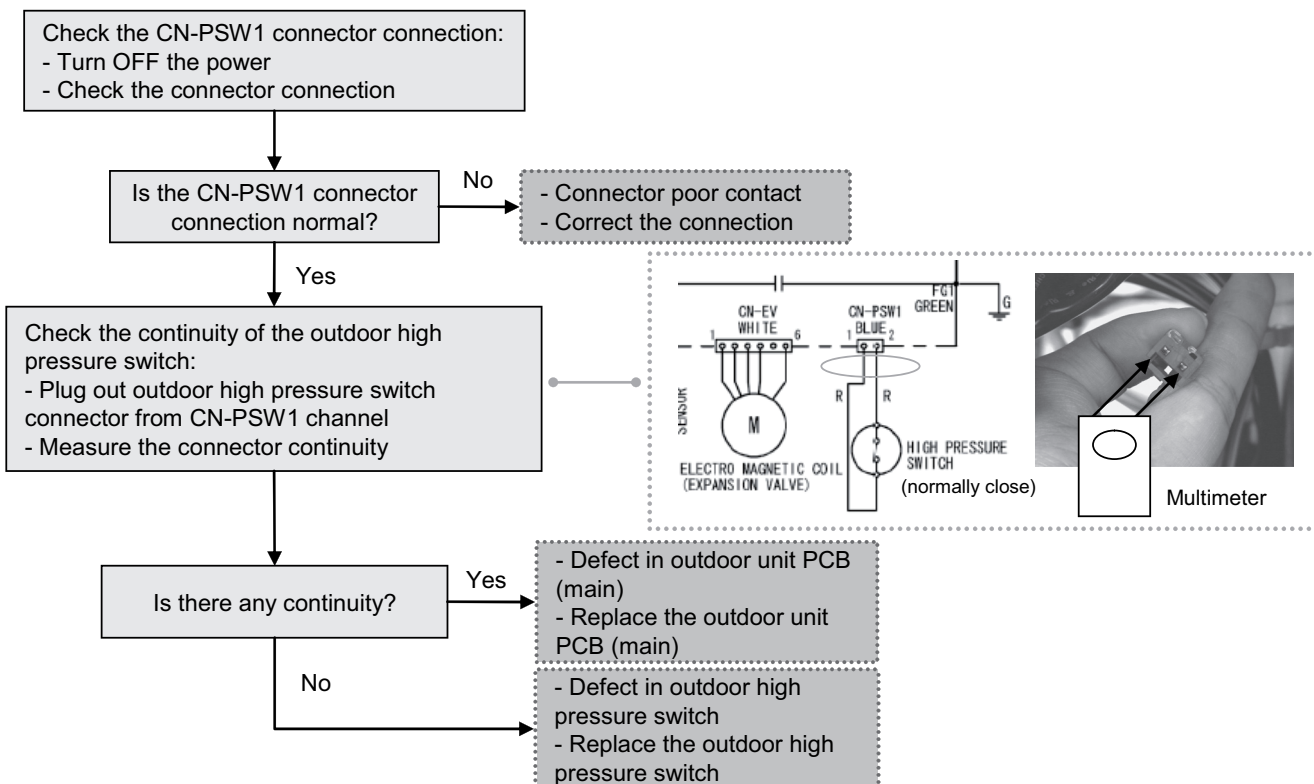 Check the CN-PSW1 connector connection:
- Turn OFF the power
- Check the connector connection
Is the CN-PSW1 connector
connection normal?
No
- Connector poor contact
- Correct the connection
Yes
Check the continuity of the outdoor high
pressure switch:
- Plug out outdoor high pressure switch
connector from CN-PSW1 channel
- Measure the connector continuity
CN-EV
WHITE
1
6
CN-PSW1
BLUE
1
2
FG1
GREEN
G
SENSOR
M
R
R
ELECTRO MAGNETIC COIL
(EXPANSION VALVE)
HIGH PRESSURE
SWITCH
(normally close)
Multimeter
Is there any continuity?
Yes
- Defect in outdoor unit PCB
(main)
- Replace the outdoor unit
PCB (main)
No
- Defect in outdoor high
pressure switch
- Replace the outdoor high
pressure switch